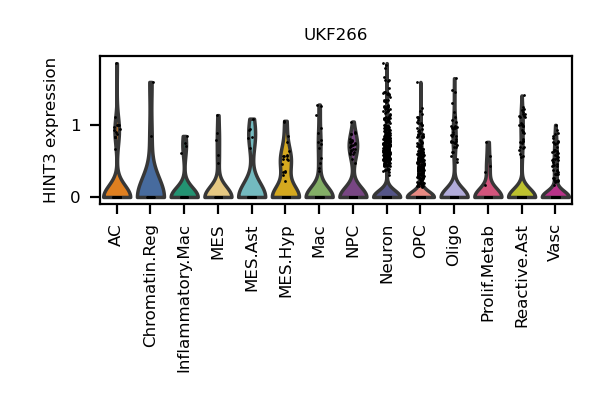 UKF266
HINT3 expression
1
0
AC
Chromatin.Reg
Inflammatory.Mac
MES
MES.Ast
MES.Hyp
Mac
NPC
Neuron
OPC
Oligo
Prolif.Metab
Reactive.Ast
Vasc